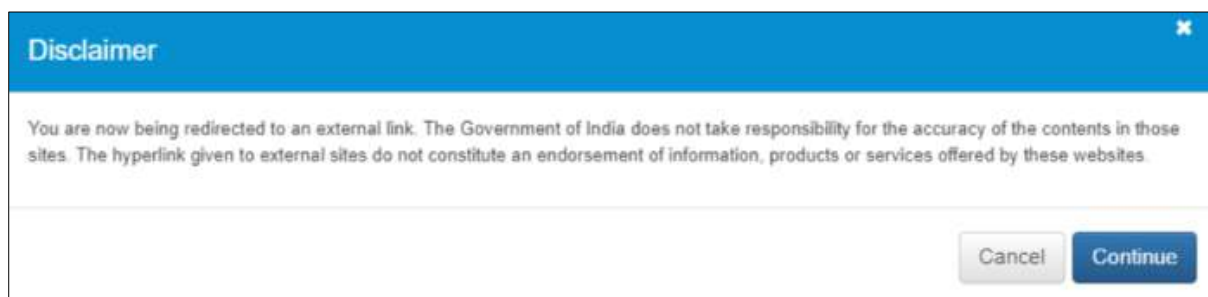 Disclaimer
You are now being redirected to an external link. The Government of India does not take responsibility for the accuracy of the contents in those
sites. The hyperlink given to external sites do not constitute an endorsement of information, products or services offered by these websites.
Cancel Continue